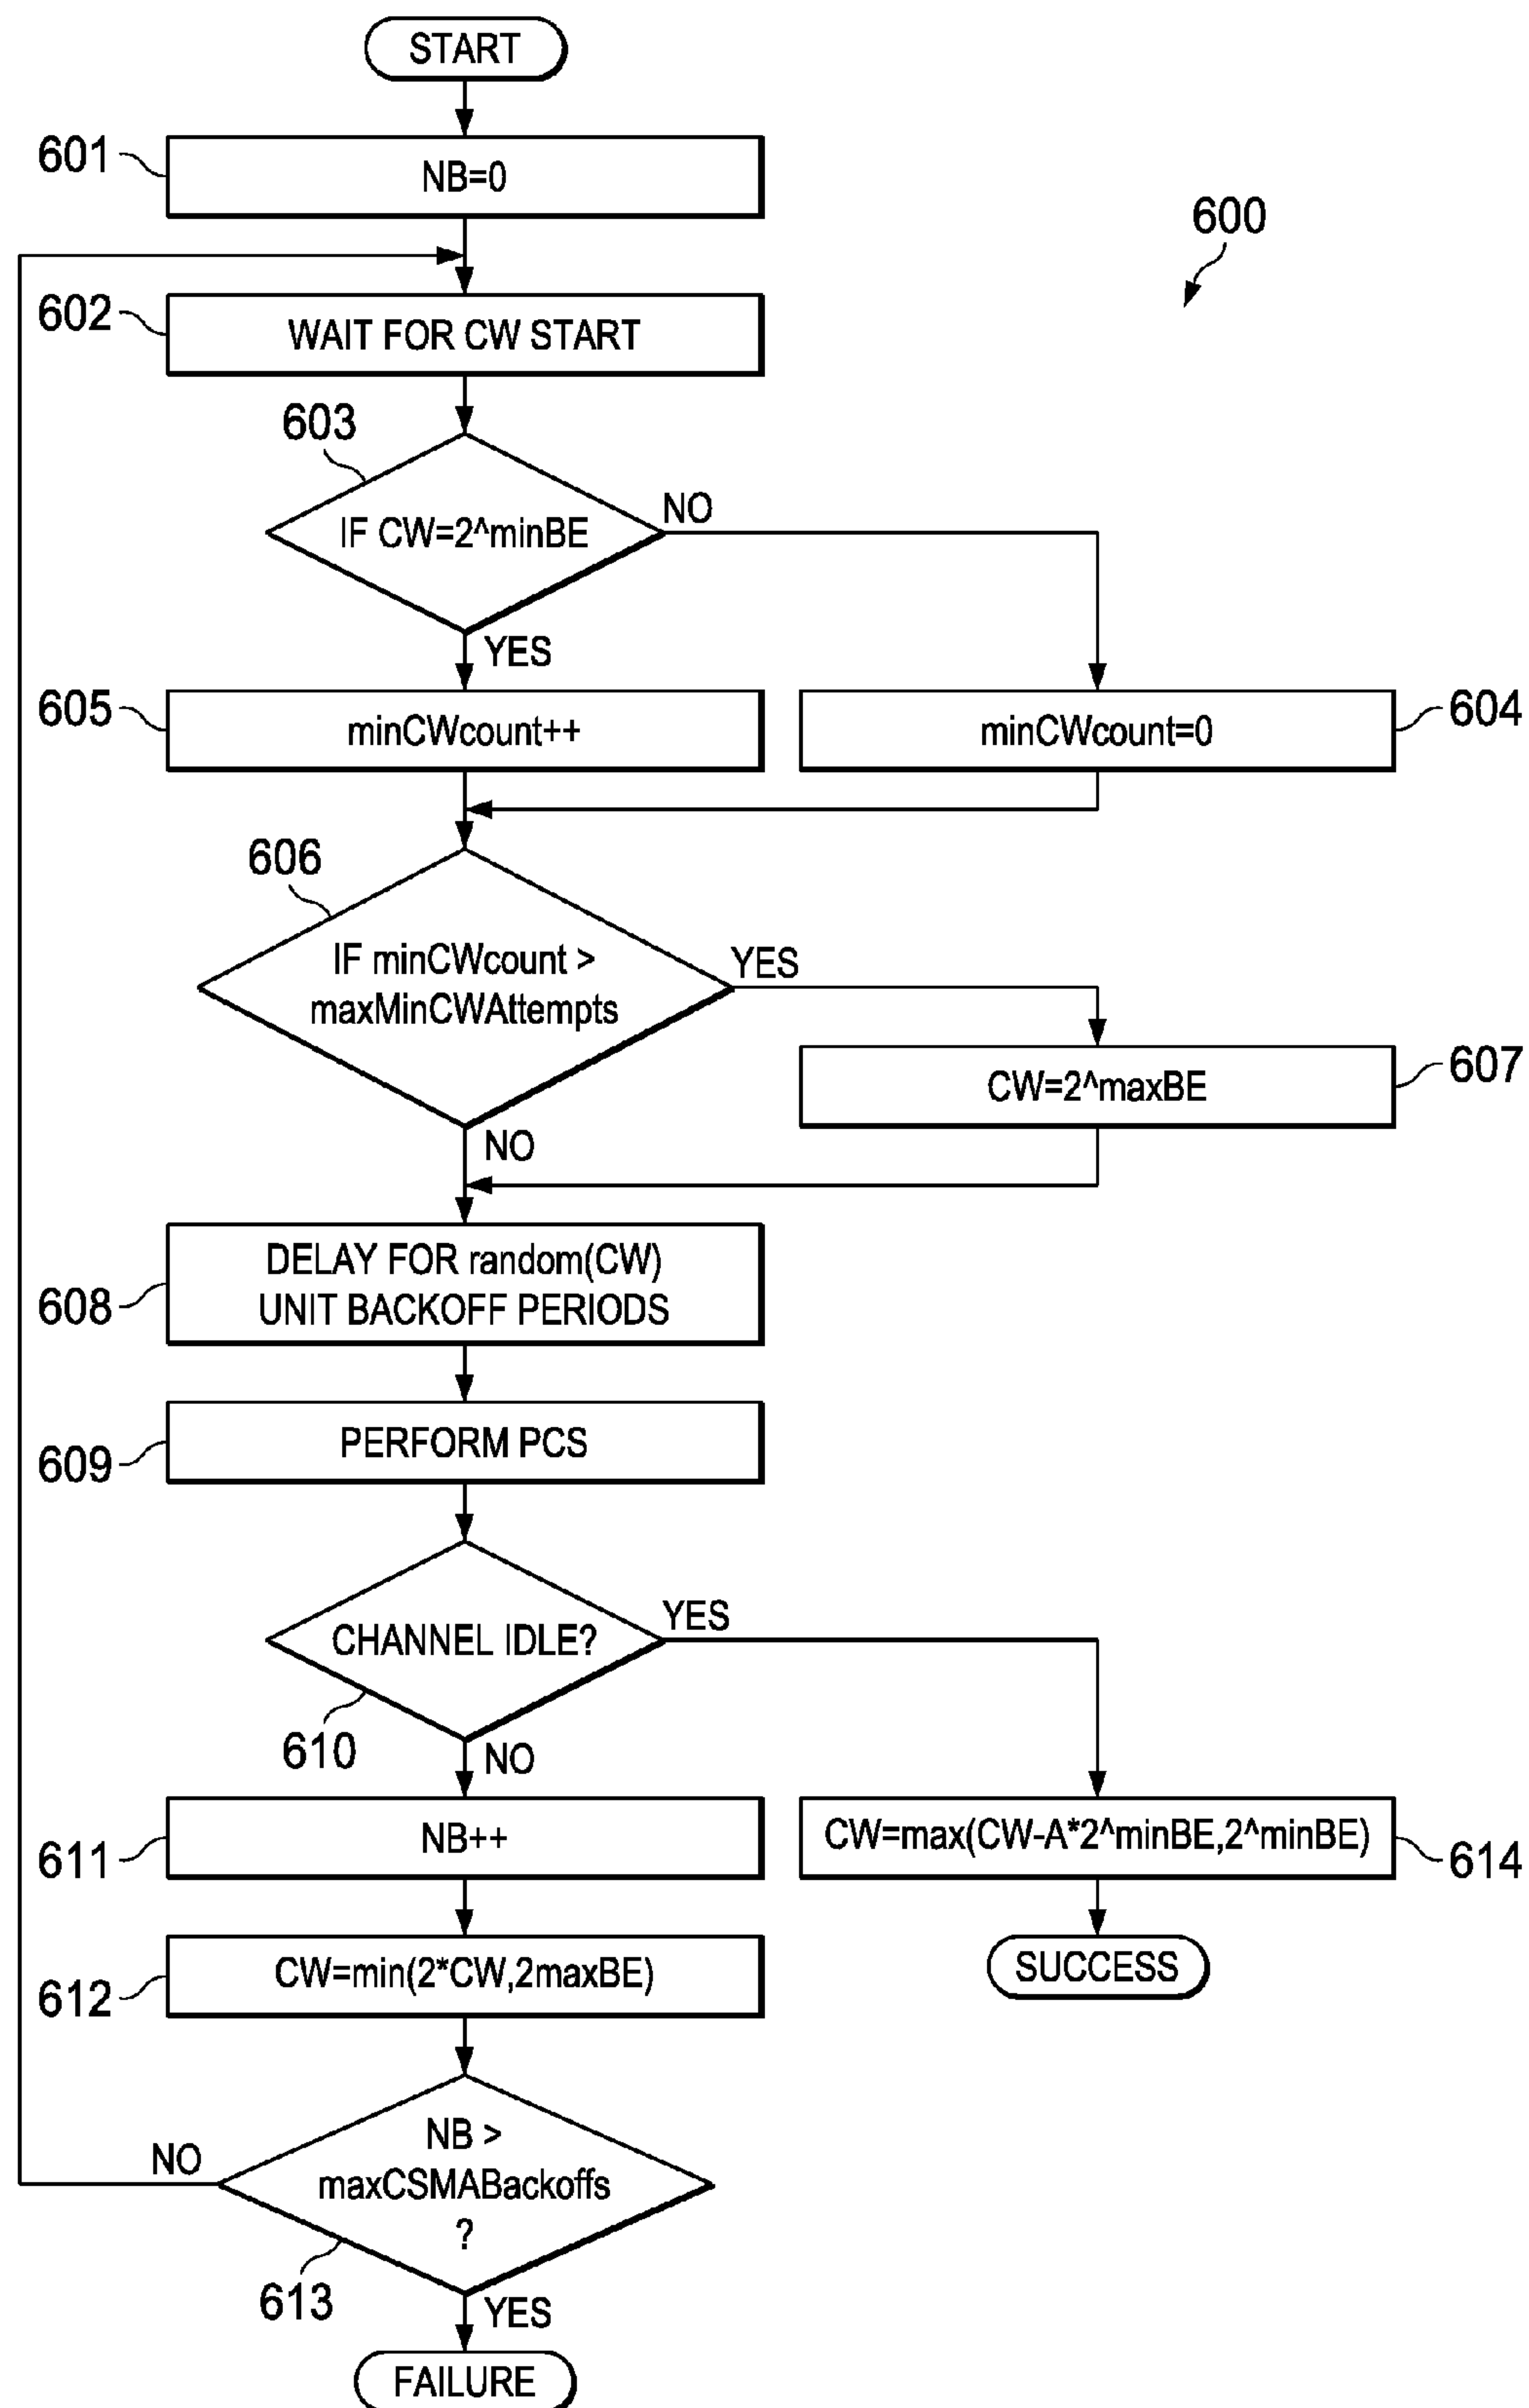 START
601
NB=0
600
602
WAIT FOR CW START
603
IF CW=2^minBE
NO
YES
605
minCWcount++
minCWcount=0
604
606
IF minCWcount >
maxMinCWAttempts
YES
CW=2^maxBE
607
NO
DELAY FOR random(CW)
UNIT BACKOFF PERIODS
608
PERFORM PCS
609
CHANNEL IDLE?
YES
610
NO
611
NB++
CW=max(CW-A*2^minBE,2^minBE)
614
612
CW=min(2*CW,2maxBE)
SUCCESS
NB >
maxCSMABackoffs
?
NO
613
YES
FAILURE